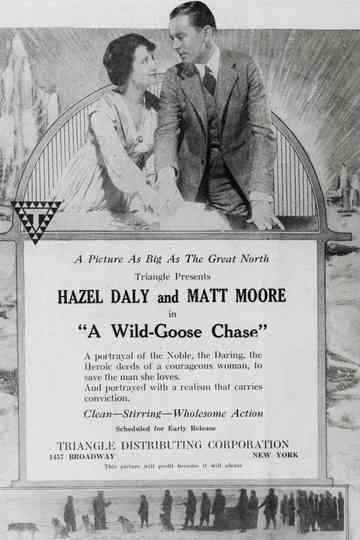 T
A Picture As Big As The Great North
Triangle Presents
HAZEL DALY and MATT MOORE
in
"A Wild-Goose Chase"
A portrayal of the Noble, the Daring, the
Heroic deeds of a courageous woman, to
save the man she loves.
And portrayed with a realism that carries
conviction.
Clean—Stirring—Wholesome Action
Scheduled for Early Release
TRIANGLE DISTRIBUTING CORPORATION
1457 BROADWAY NEW YORK
This picture will profit because it will please